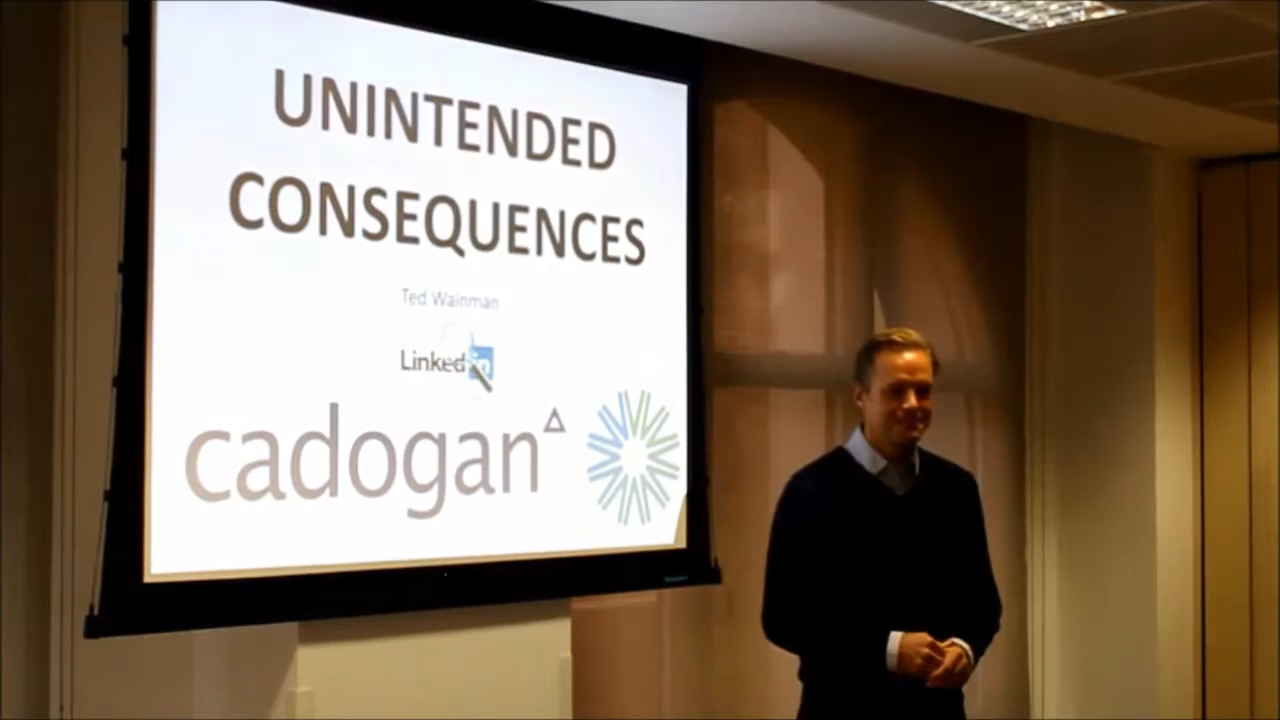 UNINTENDED
CONSEQUENCES
Ted Wainman
Linkedin
cadogan